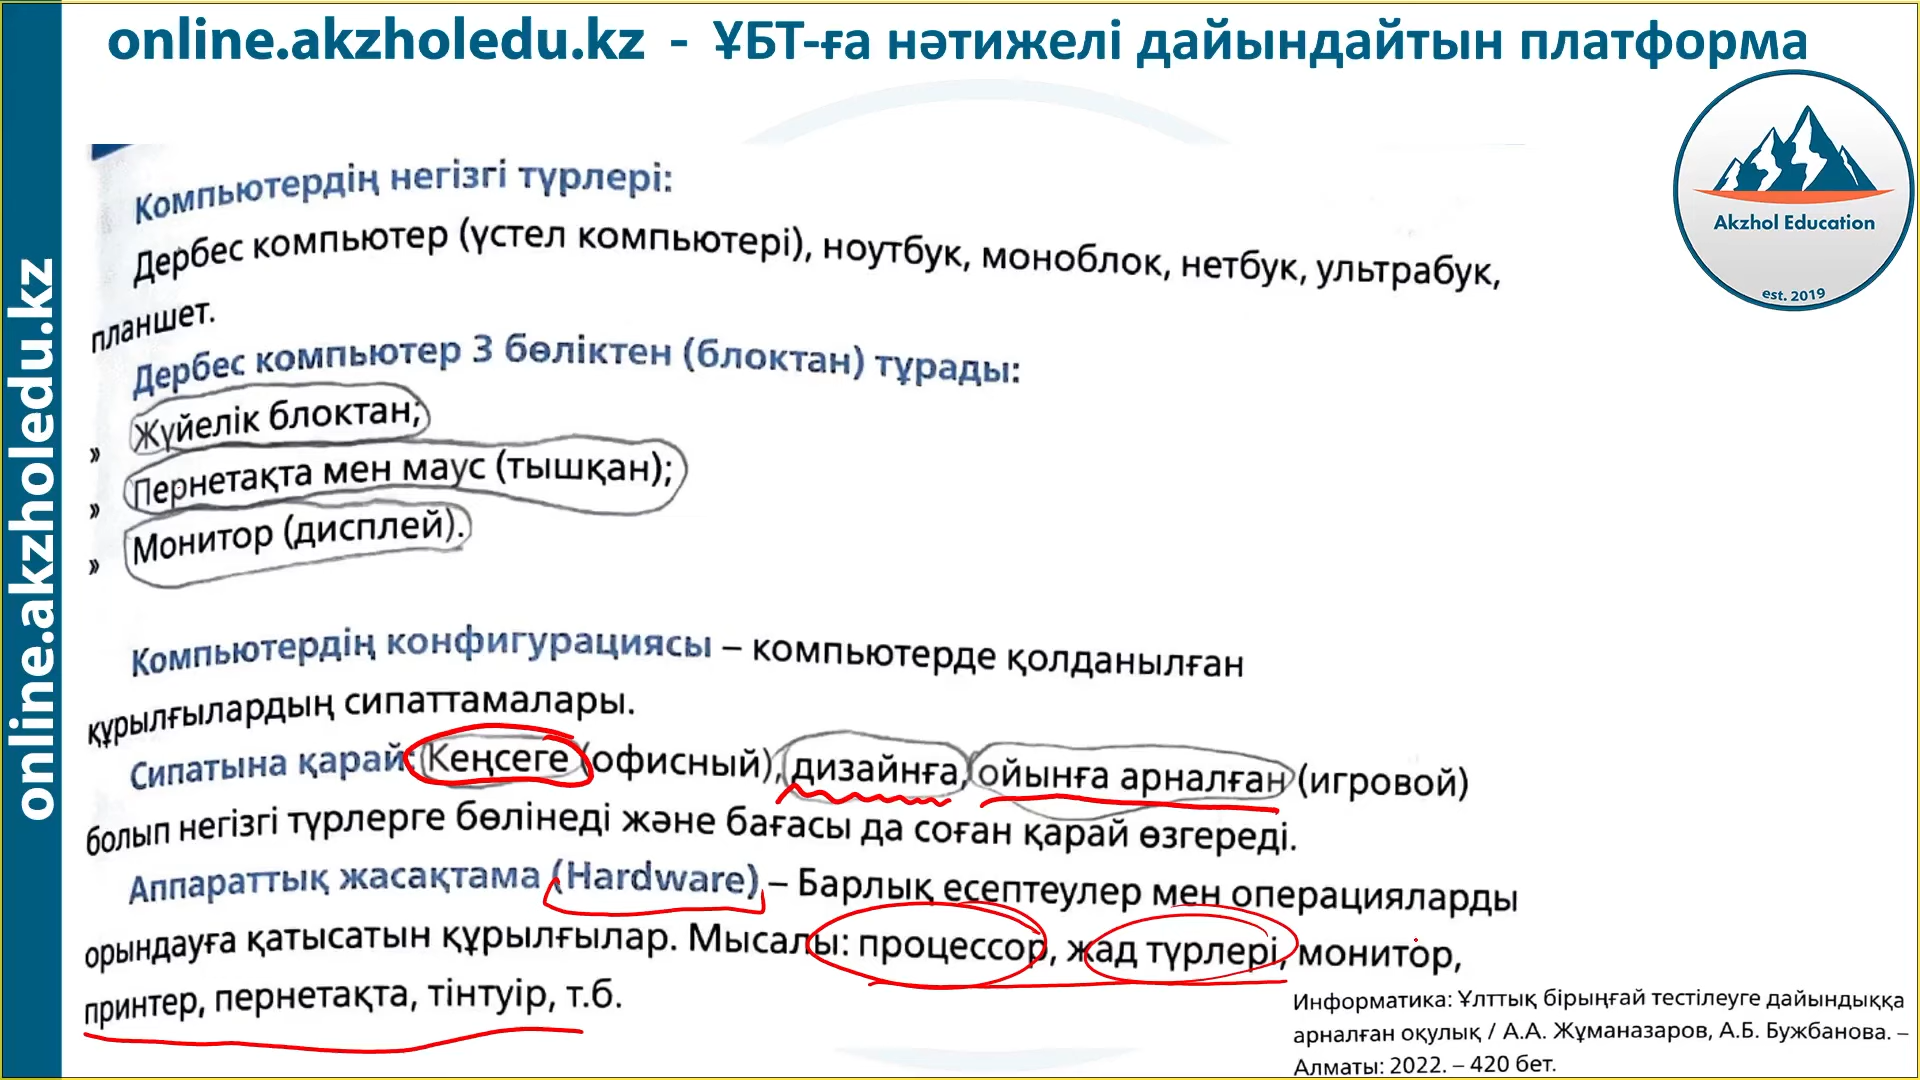 online.akzholedu.kz - ҰБТ-ға нәтижелі дайындайтын платформа
online.akzholedu.kz
Akzhol Education
est. 2019
Компьютердің негізгі түрлері:
Дербес компьютер (үстел компьютері), ноутбук, моноблок, нетбук, ультрабук,
планшет.
Дербес компьютер 3 бөліктен (блоктан) тұрады:
» Жүйелік блоктан;
» Пернетақта мен маус (тышқан);
» Монитор (дисплей).
Компьютердің конфигурациясы – компьютерде қолданылған
құрылғылардың сипаттамалары.
Сипатына қарай: Кеңсеге (офисный), дизайнға, ойынға арналған (игровой)
болып негізгі түрлерге бөлінеді және бағасы да соған қарай өзгереді.
Аппараттық жасақтама (Hardware) – Барлық есептеулер мен операцияларды
орындауға қатысатын құрылғылар. Мысалы: процессор, жад түрлері, монитор,
принтер, пернетақта, тінтуір, т.б.
Информатика: Ұлттық бірыңғай тестілеуге дайындыққа
арналған оқулық / А.А. Жұманазаров, А.Б. Бужбанова. –
Алматы: 2022. – 420 бет.